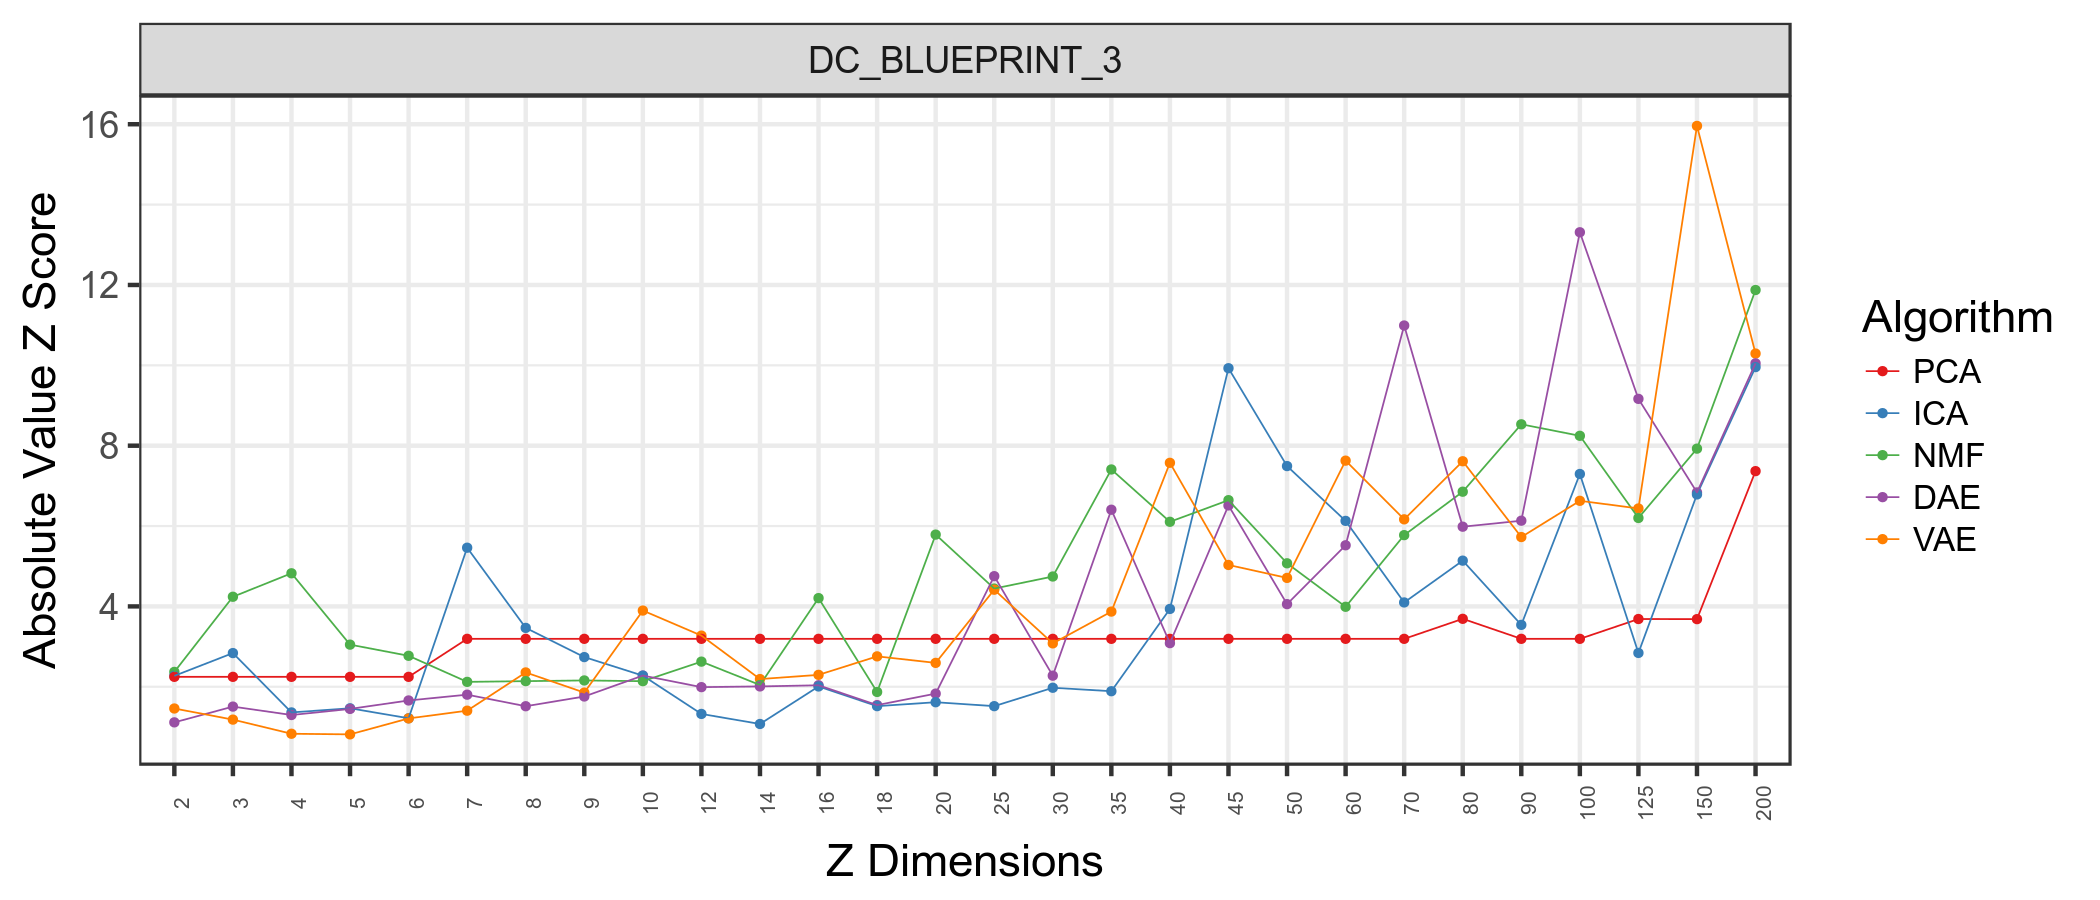 DC_BLUEPRINT_3
Absolute Value Z Score
16
12
8
4
2 3 4 5 6 7 8 9 10 12 14 16 18 20 25 30 35 40 45 50 60 70 80 90 100 125 150 200
Z Dimensions
Algorithm
PCA
ICA
NMF
DAE
VAE